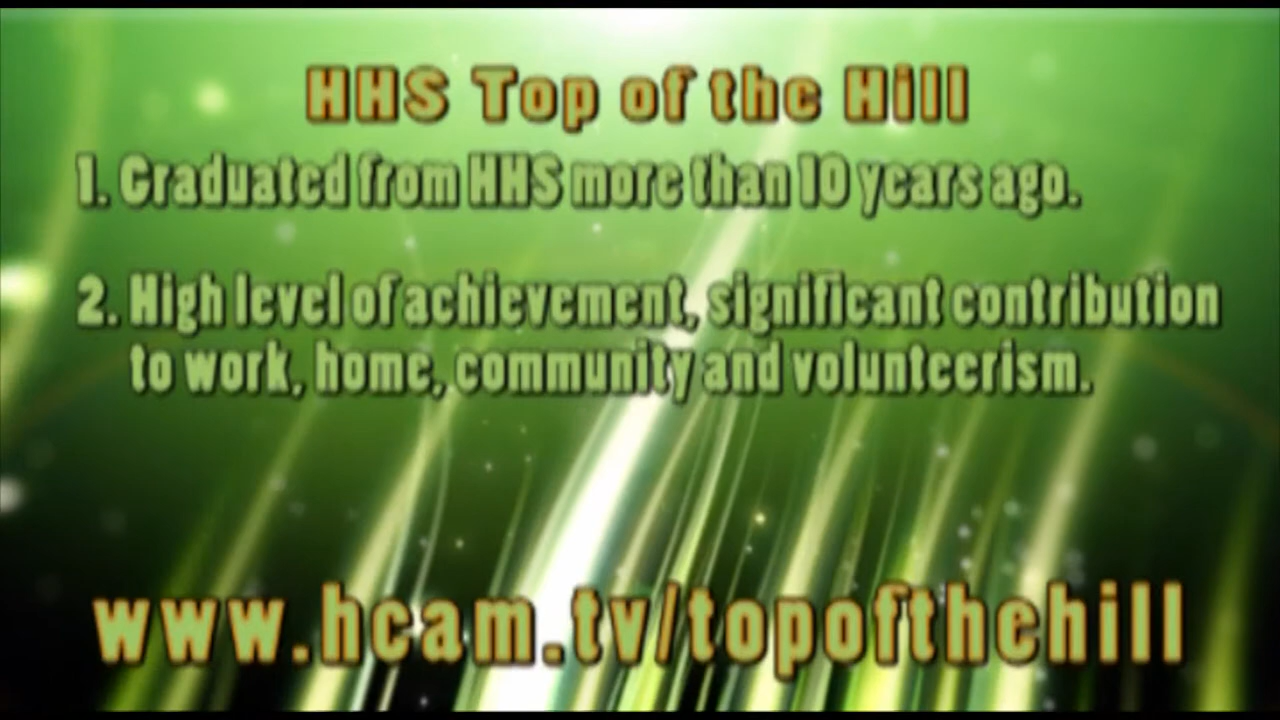 HHS Top of the Hill
1. Graduated from HHS more than 10 years ago.
2. High level of achievement, significant contribution
to work, home, community and volunteerism.
www.hcam.tv/topofthehill